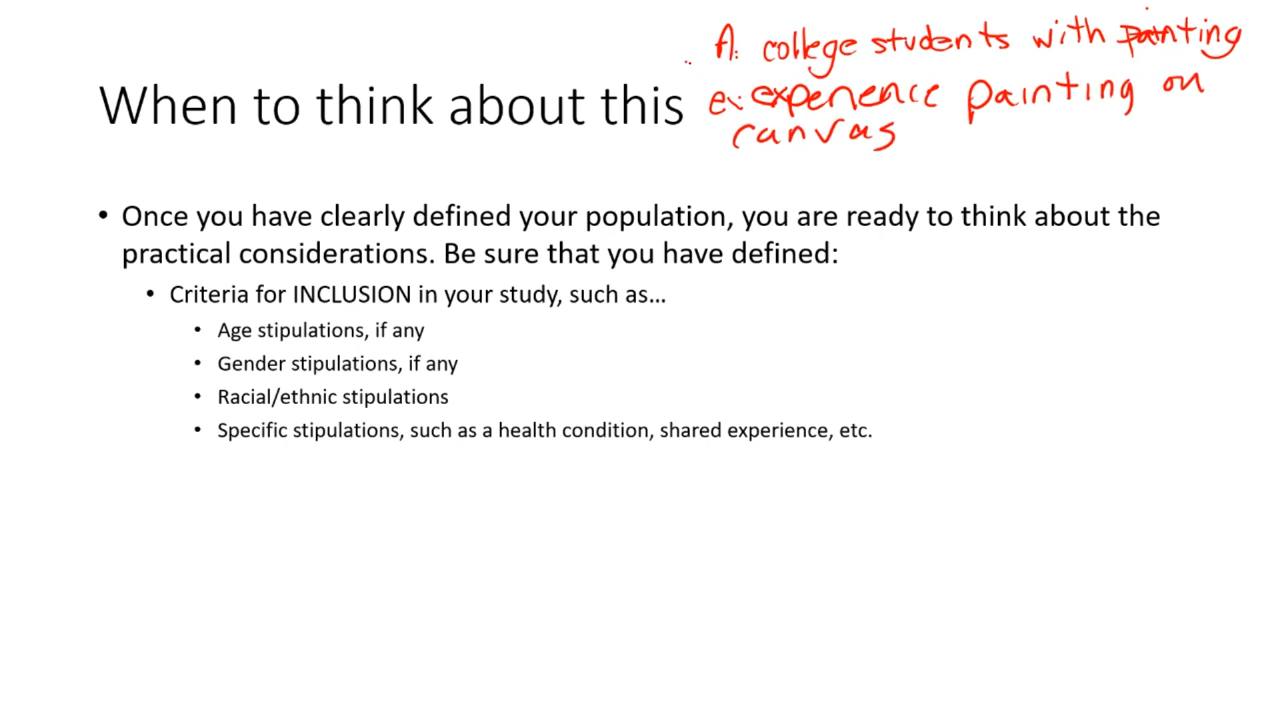 A: college students with painting
ex: experience painting on
canvas
When to think about this
• Once you have clearly defined your population, you are ready to think about the
practical considerations. Be sure that you have defined:
• Criteria for INCLUSION in your study, such as…
• Age stipulations, if any
• Gender stipulations, if any
• Racial/ethnic stipulations
• Specific stipulations, such as a health condition, shared experience, etc.